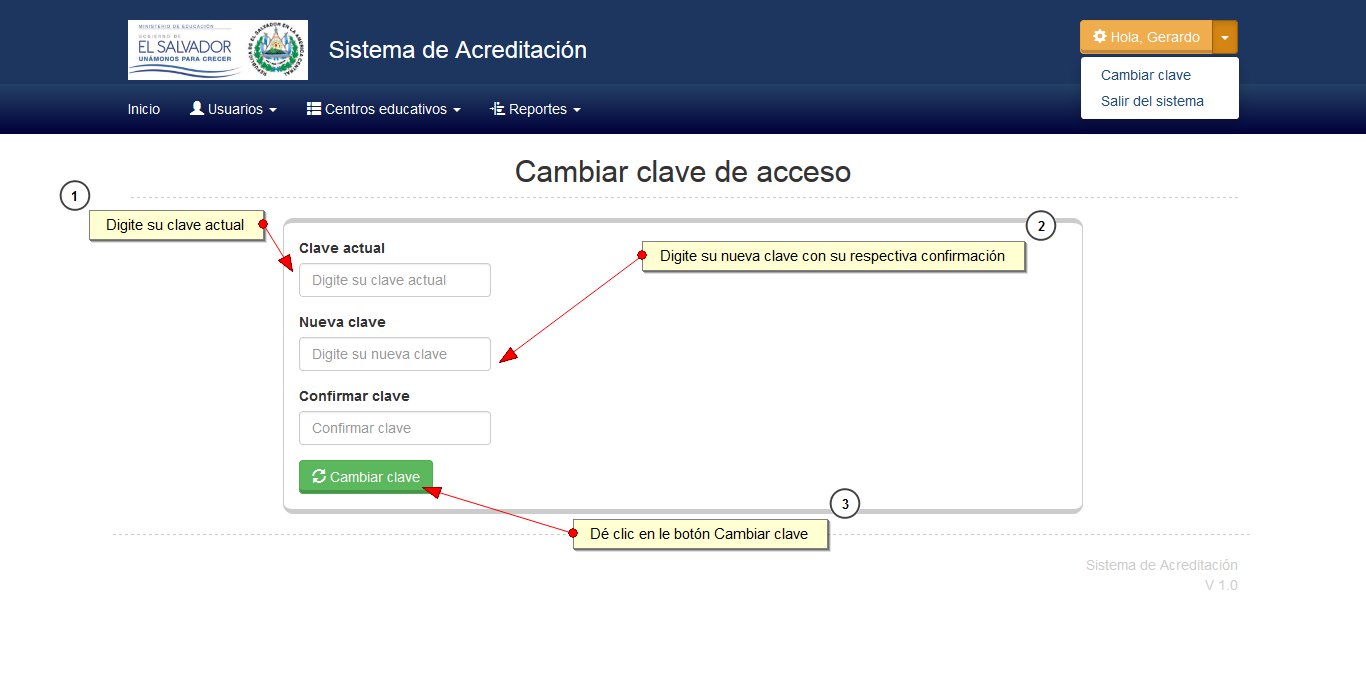 MINISTERIO DE EDUCACIÓN
GOBIERNO DE
EL SALVADOR
UNÁMONOS PARA CRECER
REPÚBLICA DE EL SALVADOR EN LA AMÉRICA CENTRAL
Sistema de Acreditación
Hola, Gerardo
Cambiar clave
Salir del sistema
Inicio
Usuarios
Centros educativos
Reportes
Cambiar clave de acceso
1
Digite su clave actual
2
Digite su nueva clave con su respectiva confirmación
Clave actual
Digite su clave actual
Nueva clave
Digite su nueva clave
Confirmar clave
Confirmar clave
Cambiar clave
3
Dé clic en le botón Cambiar clave
Sistema de Acreditación
V 1.0